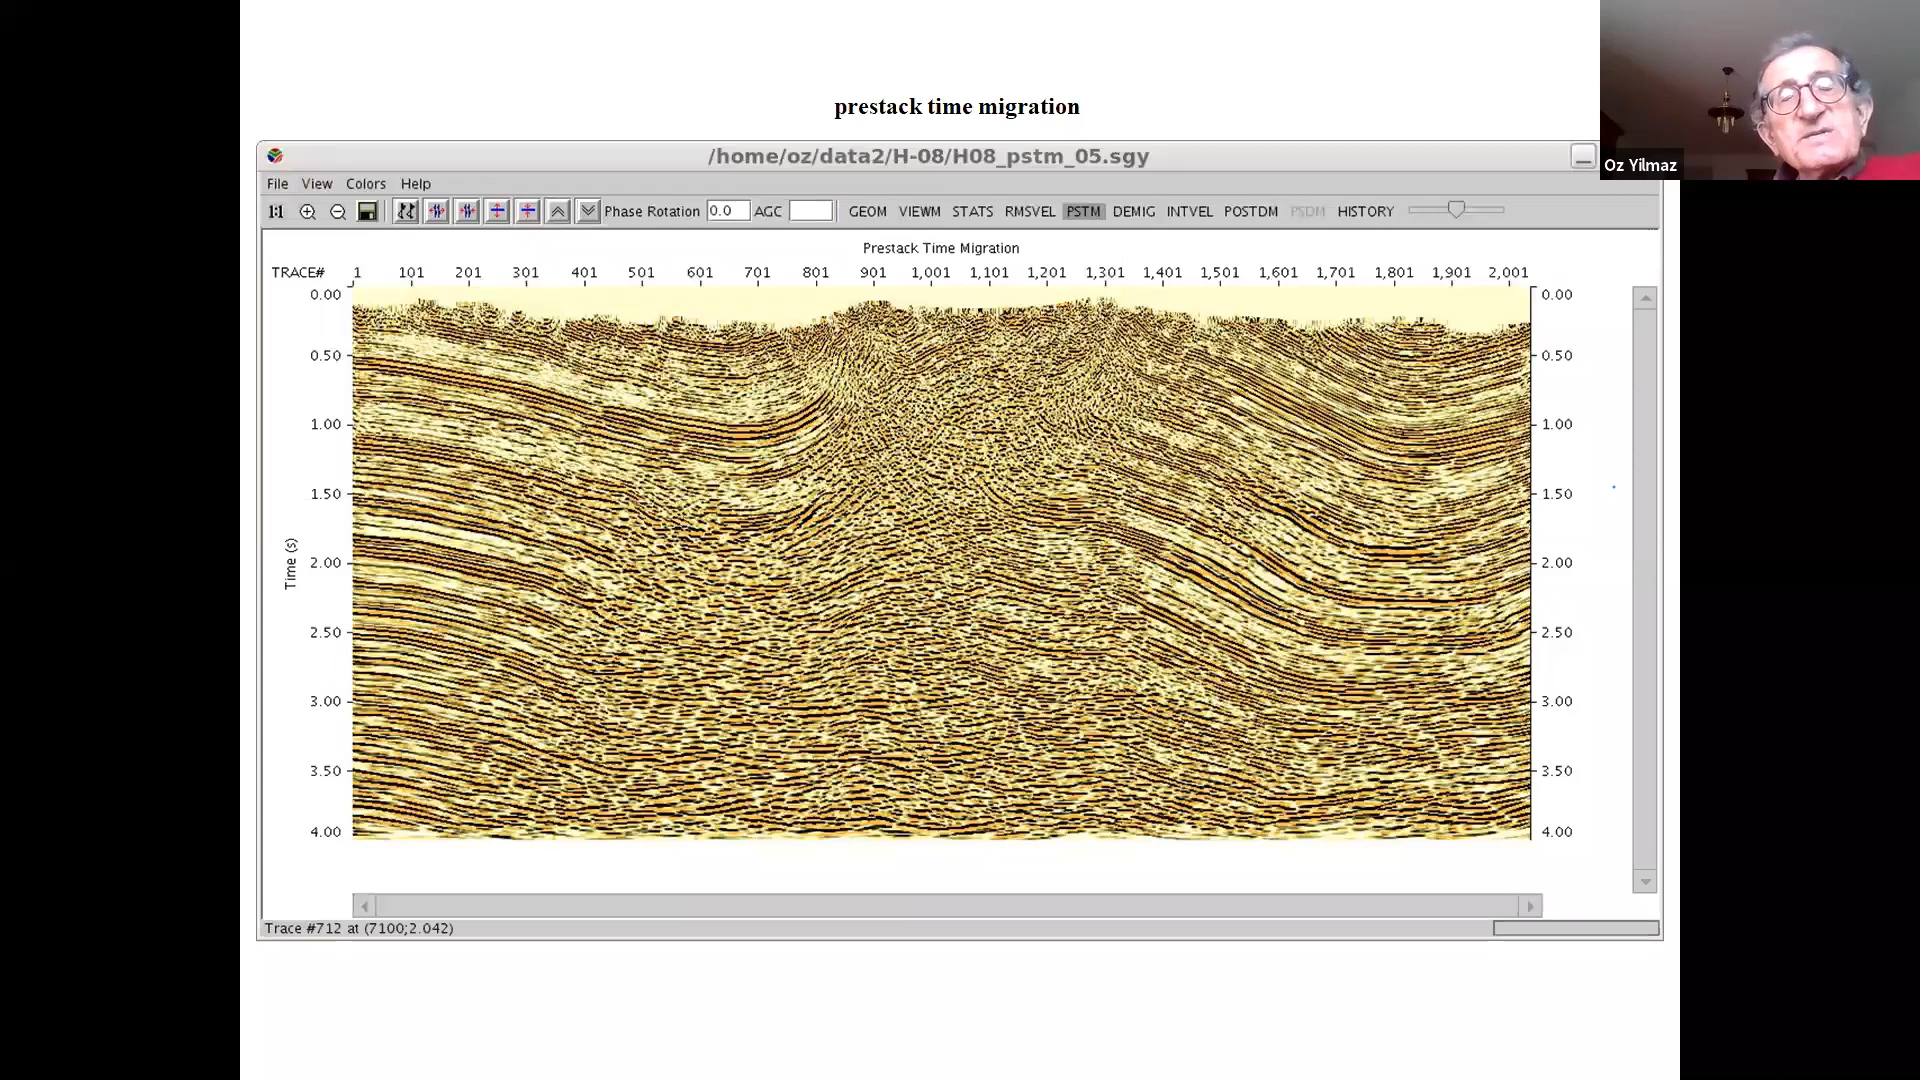 prestack time migration
/home/oz/data2/H-08/H08_pstm_05.sgy
Oz Yilmaz
File View Colors Help
1:1 Phase Rotation 0.0 AGC GEOM VIEWM STATS RMSVEL PSTM DEMIG INTVEL POSTDM PSDM HISTORY
Prestack Time Migration
TRACE# 1 101 201 301 401 501 601 701 801 901 1,001 1,101 1,201 1,301 1,401 1,501 1,601 1,701 1,801 1,901 2,001
0.00 0.00
0.50 0.50
1.00 1.00
1.50 1.50
Time (s)
2.00 2.00
2.50 2.50
3.00 3.00
3.50 3.50
4.00 4.00
Trace #712 at (7100;2.042)